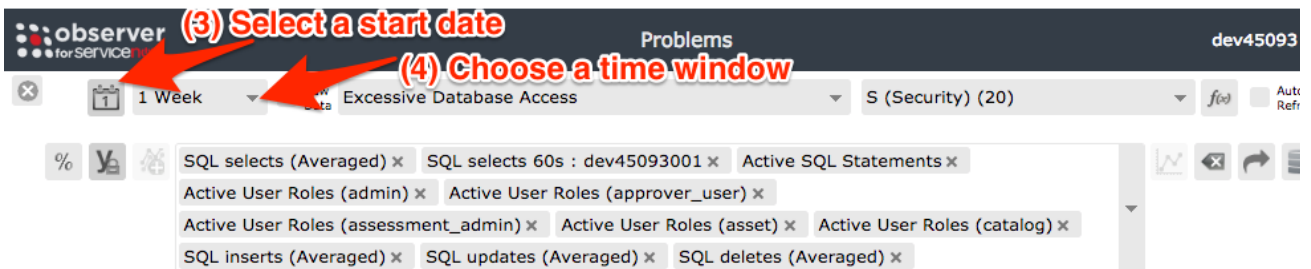 (3) Select a start date
observer
for service
Problems
dev45093
(4) Choose a time window
1
1 Week
Data
Excessive Database Access
S (Security) (20)
f(x)
Auto
Refr
%
SQL selects (Averaged) × SQL selects 60s : dev45093001 × Active SQL Statements ×
Active User Roles (admin) × Active User Roles (approver_user) ×
Active User Roles (assessment_admin) × Active User Roles (asset) × Active User Roles (catalog) ×
SQL inserts (Averaged) × SQL updates (Averaged) × SQL deletes (Averaged) ×